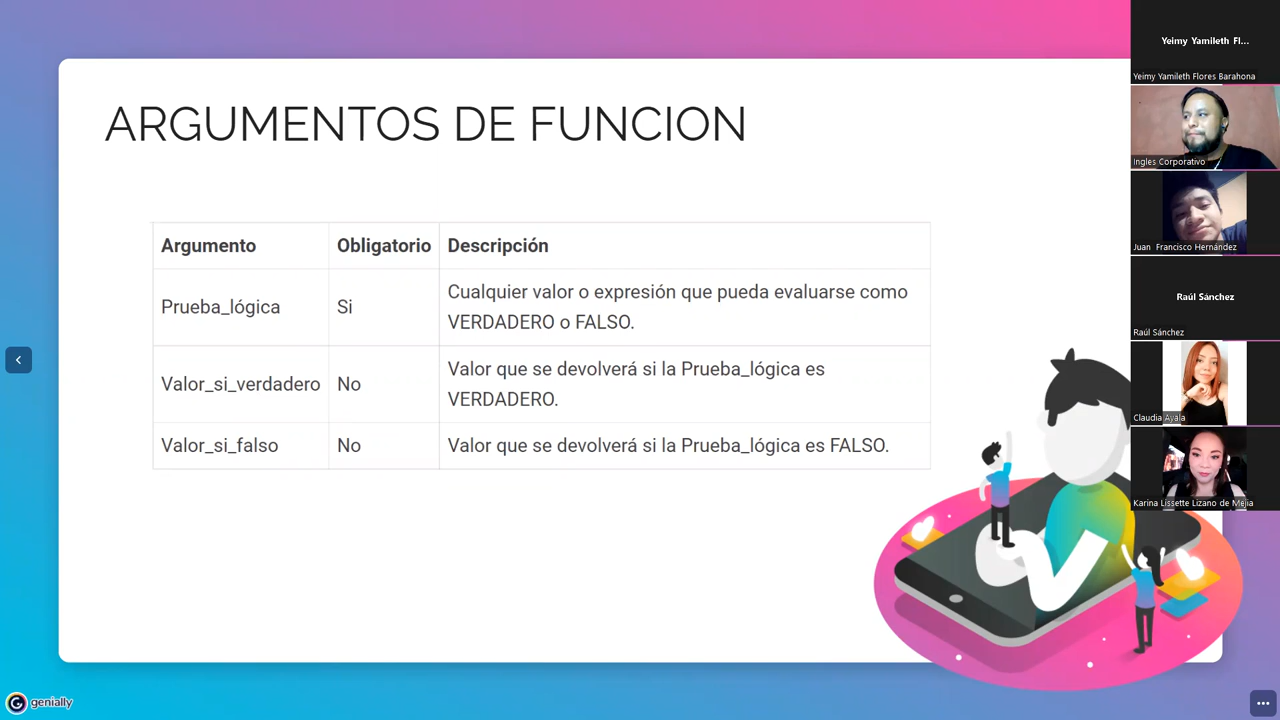 ARGUMENTOS DE FUNCION
Argumento Obligatorio Descripción
Prueba_lógica Si Cualquier valor o expresión que pueda evaluarse como
VERDADERO o FALSO.
Valor_si_verdadero No Valor que se devolverá si la Prueba_lógica es
VERDADERO.
Valor_si_falso No Valor que se devolverá si la Prueba_lógica es FALSO.
Yeimy Yamileth Fl...
Yeimy Yamileth Flores Barahona
Ingles Corporativo
Juan Francisco Hernández
Raúl Sánchez
Raúl Sánchez
Claudia Ayala
Karina Lissette Lizano de Mejia
genially